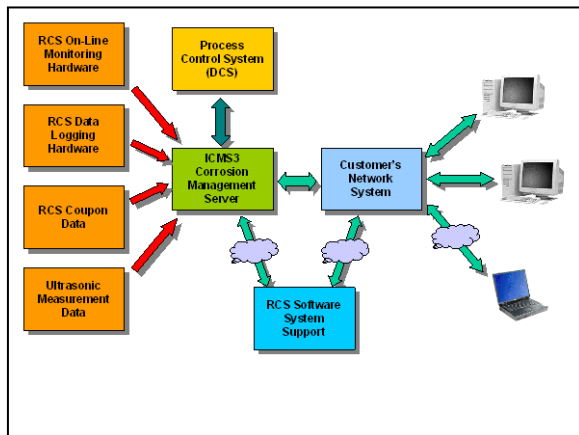 RCS On-Line
Monitoring
Hardware
Process
Control System
(DCS)
RCS Data
Logging
Hardware
ICMS3
Corrosion
Management
Server
Customer's
Network
System
RCS Coupon
Data
Ultrasonic
Measurement
Data
RCS Software
System
Support